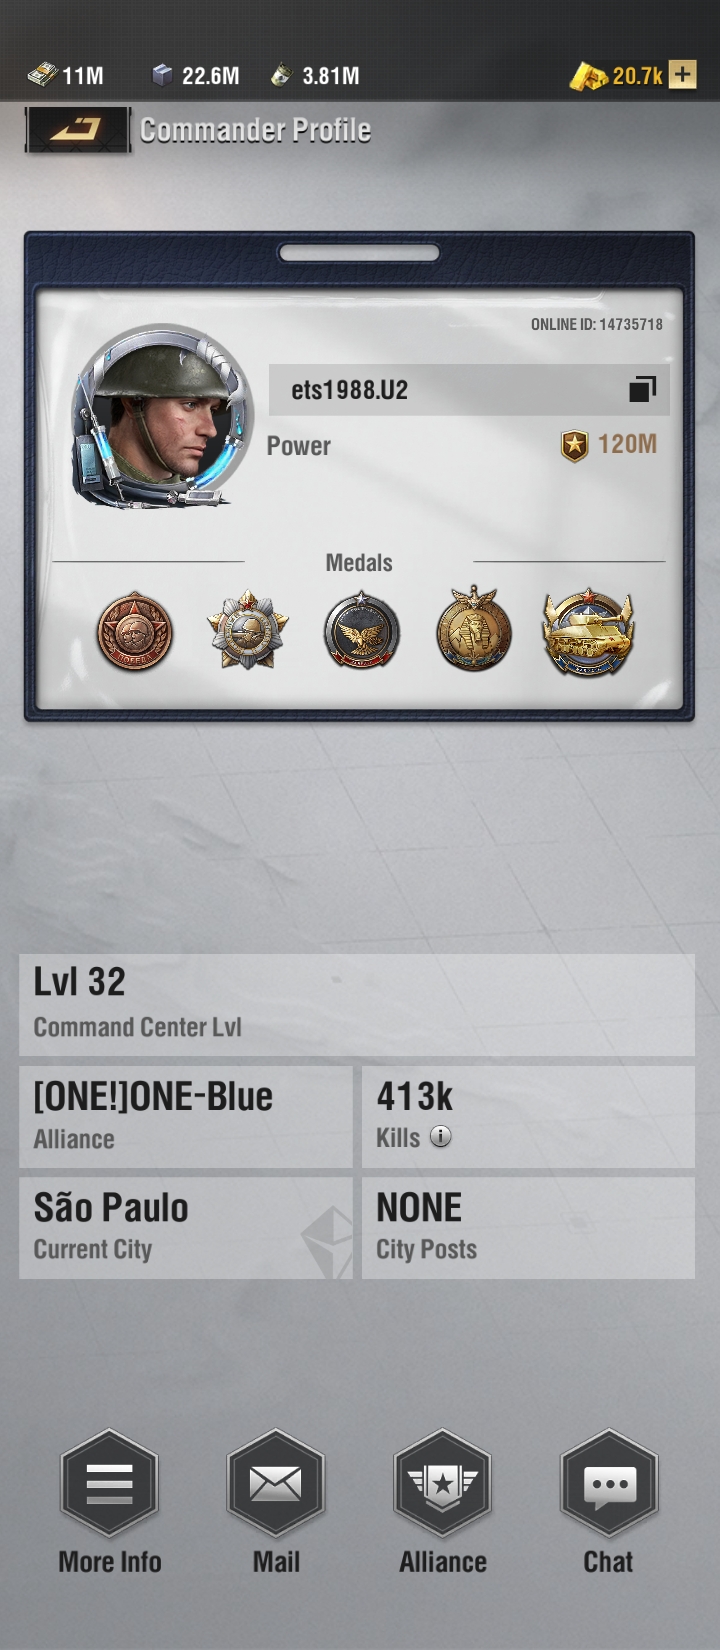 11M 22.6M 3.81M 20.7k
Commander Profile
ONLINE ID: 14735718
ets1988.U2
Power 120M
Medals
ПОБЕДА
Lvl 32
Command Center Lvl
[ONE!]ONE-Blue 413k
Alliance Kills
São Paulo NONE
Current City City Posts
More Info Mail Alliance Chat